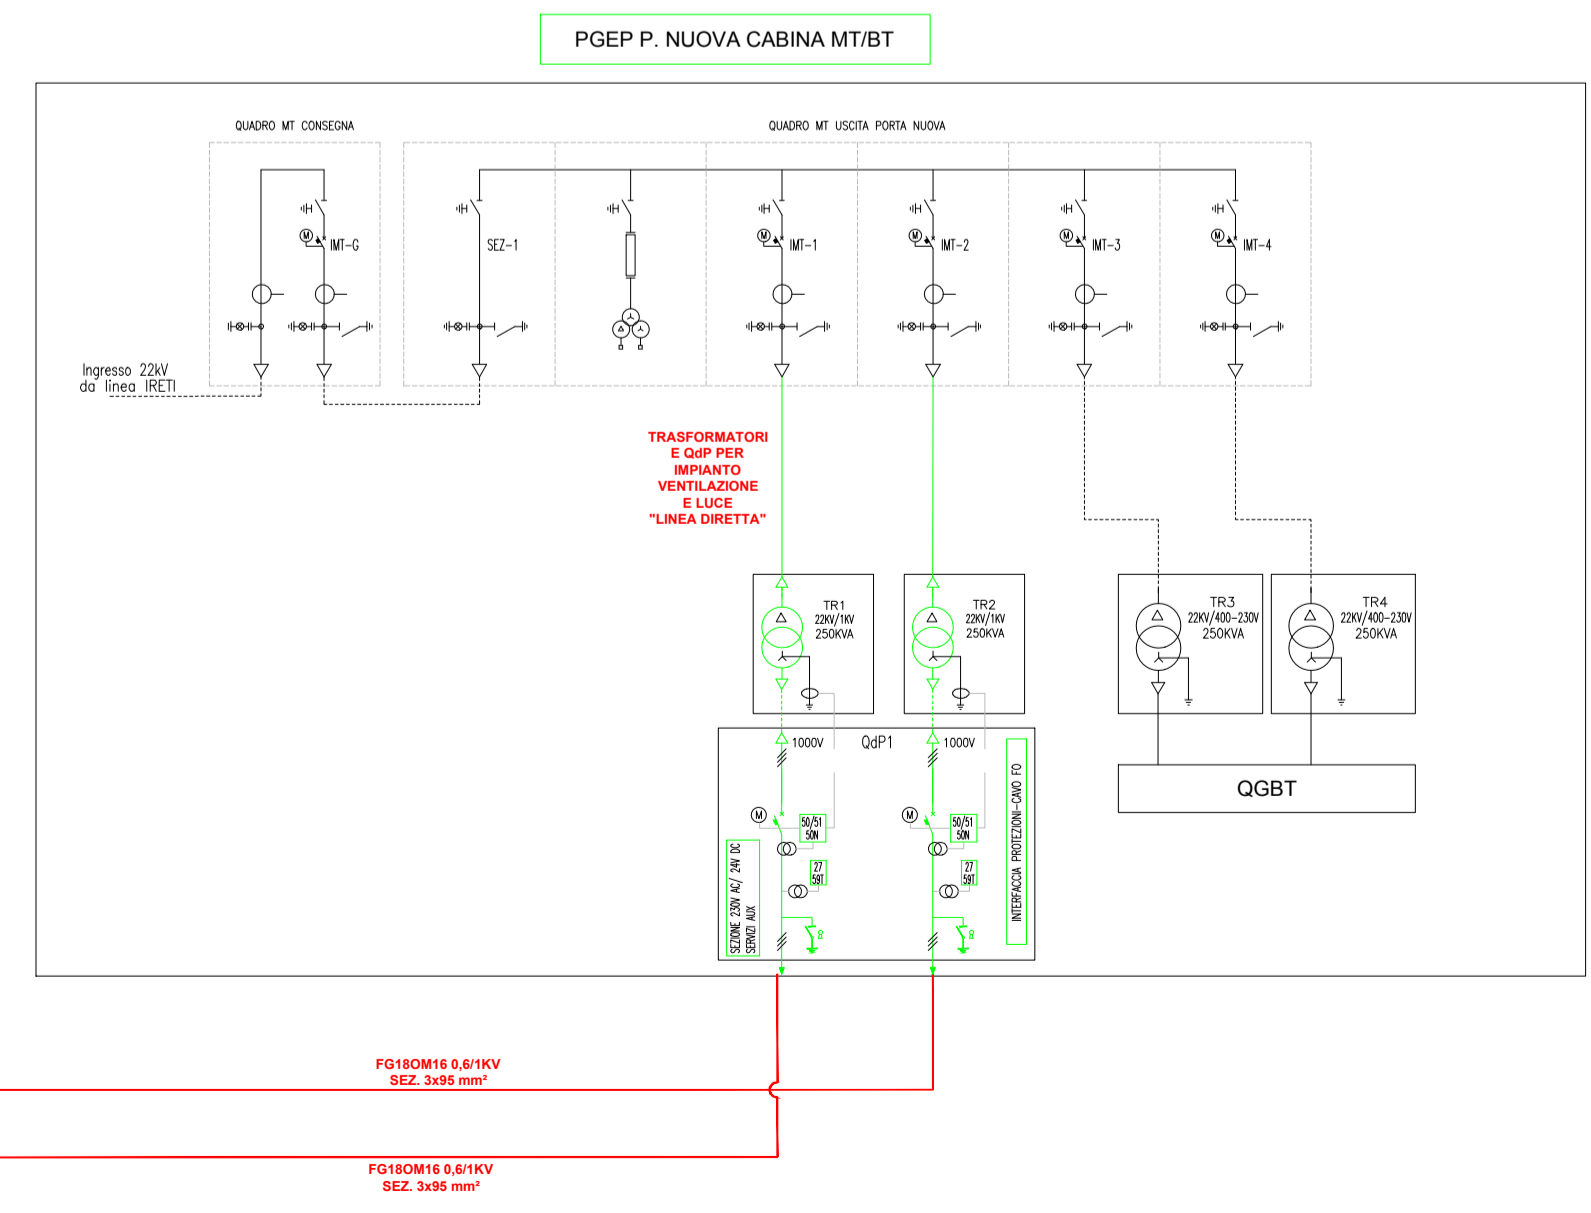 PGEP P. NUOVA CABINA MT/BT
QUADRO MT CONSEGNA
QUADRO MT USCITA PORTA NUOVA
M
IMT-G
SEZ-1
M
IMT-1
M
IMT-2
M
IMT-3
M
IMT-4
Ingresso 22kV
da linea IRETI
TRASFORMATORI
E QdP PER
IMPIANTO
VENTILAZIONE
E LUCE
"LINEA DIRETTA"
TR1
22KV/1KV
250KVA
TR2
22KV/1KV
250KVA
TR3
22KV/400-230V
250KVA
TR4
22KV/400-230V
250KVA
1000V
QdP1
1000V
QGBT
M
50/51
50N
M
50/51
50N
27
59T
27
59T
SEZIONE 230V AC/ 24V DC
SERVIZI AUX
INTERFACCIA PROTEZIONI-CAVO FO
FG18OM16 0,6/1KV
SEZ. 3x95 mm²
FG18OM16 0,6/1KV
SEZ. 3x95 mm²